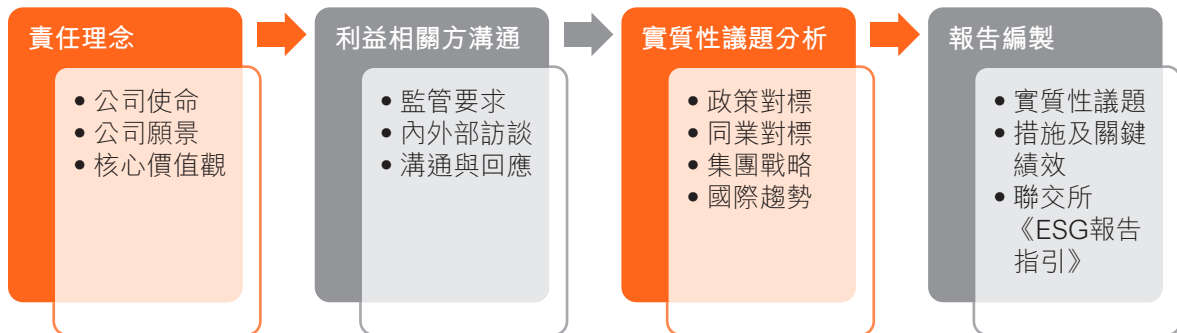 責任理念
• 公司使命
• 公司願景
• 核心價值觀
利益相關方溝通
• 監管要求
• 內外部訪談
• 溝通與回應
實質性議題分析
• 政策對標
• 同業對標
• 集團戰略
• 國際趨勢
報告編製
• 實質性議題
• 措施及關鍵
績效
• 聯交所
《ESG報告
指引》